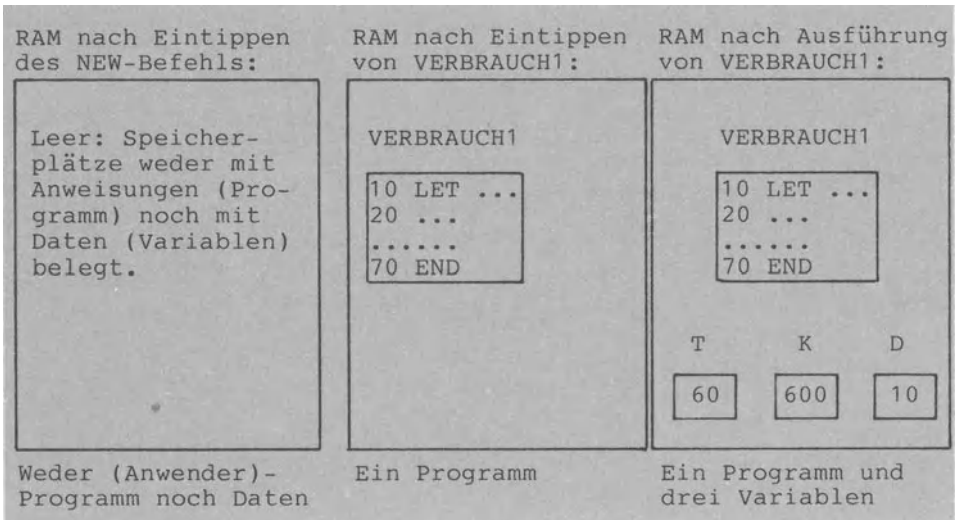 RAM nach Eintippen
des NEW-Befehls:
Leer: Speicher-
plätze weder mit
Anweisungen (Pro-
gramm) noch mit
Daten (Variablen)
belegt.
Weder (Anwender)-
Programm noch Daten
RAM nach Eintippen
von VERBRAUCH1:
VERBRAUCH1
10 LET ...
20 ...
......
70 END
Ein Programm
RAM nach Ausführung
von VERBRAUCH1:
VERBRAUCH1
10 LET ...
20 ...
......
70 END
T K D
60 600 10
Ein Programm und
drei Variablen